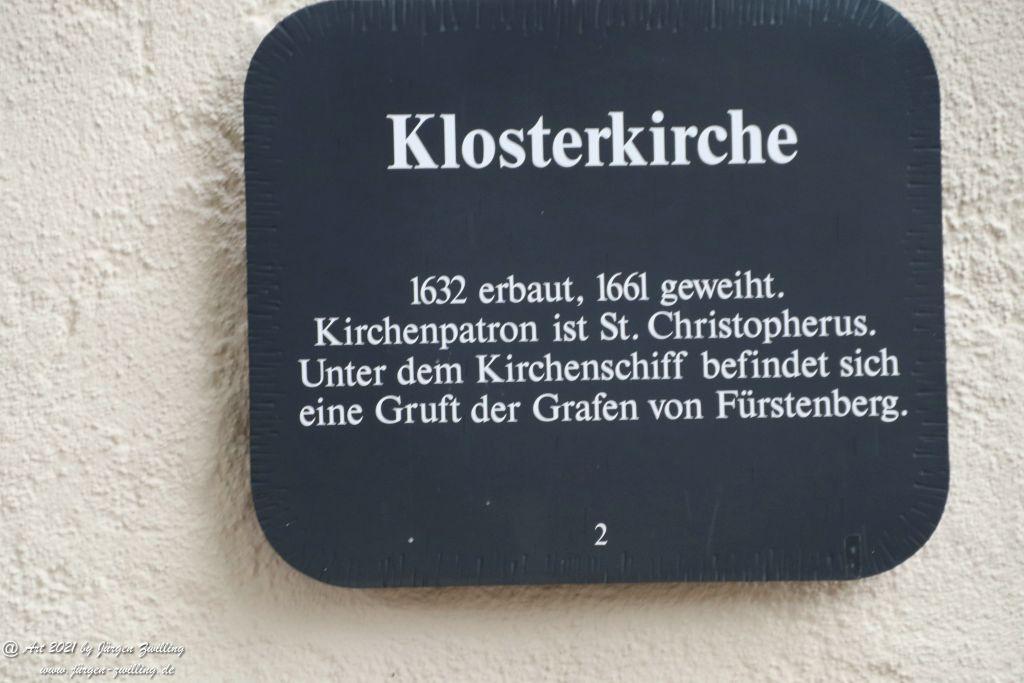 Klosterkirche
1632 erbaut, 1661 geweiht.
Kirchenpatron ist St. Christopherus.
Unter dem Kirchenschiff befindet sich
eine Gruft der Grafen von Fürstenberg.
2
@ Art 2021 by Jürgen Zwilling
www.jürgen-zwilling.de